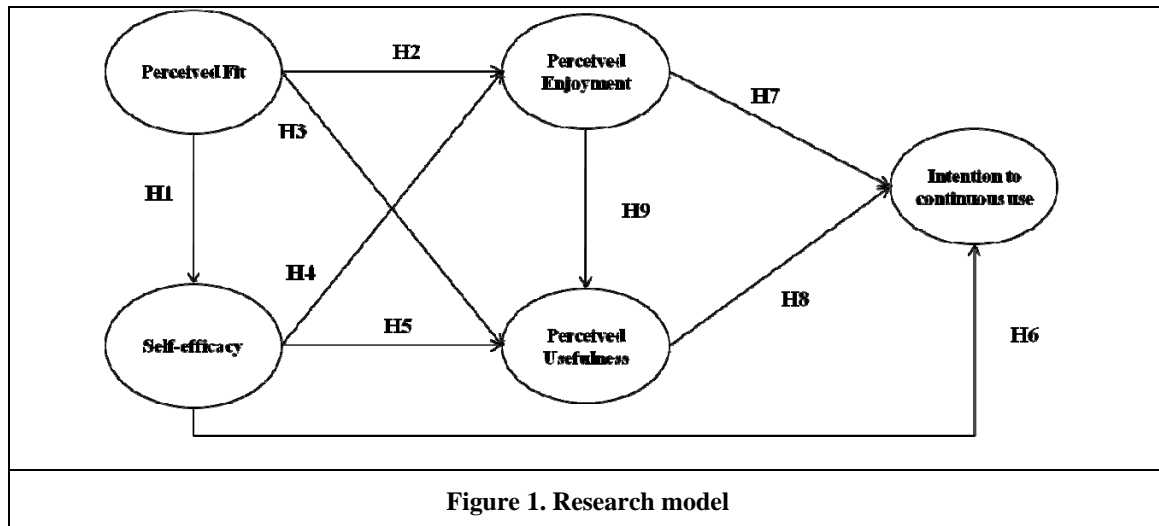 Perceived Fit
H2
Perceived
Enjoyment
H7
H3
Intention to
continuous use
H1
H9
H4
H8
Self-efficacy
H5
Perceived
Usefulness
H6
Figure 1. Research model